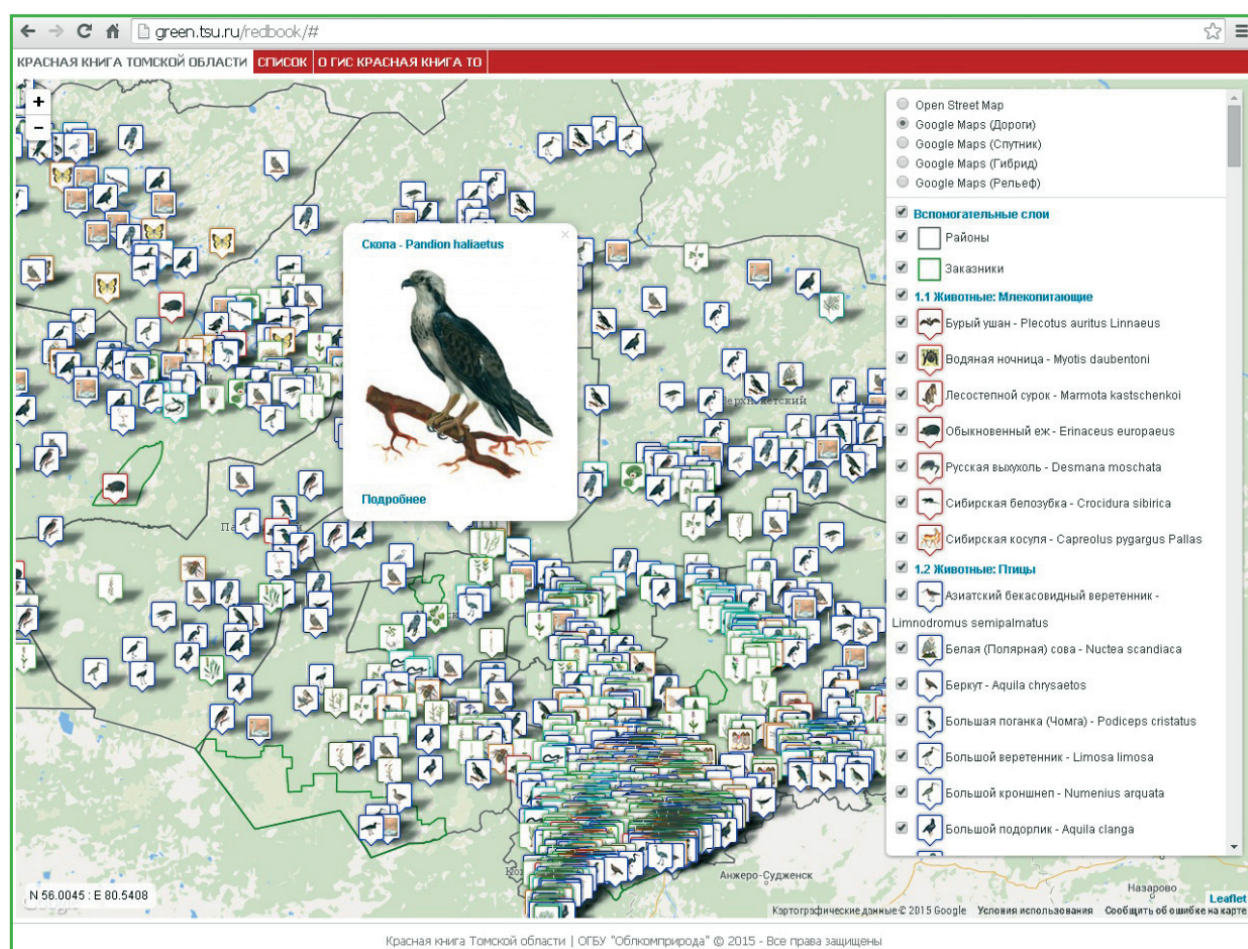 green.tsu.ru/redbook/#
КРАСНАЯ КНИГА ТОМСКОЙ ОБЛАСТИ СПИСОК О ГИС КРАСНАЯ КНИГА ТО
+
−
Скопа - Pandion haliaetus
Подробнее
Open Street Map
Google Maps (Дороги)
Google Maps (Спутник)
Google Maps (Гибрид)
Google Maps (Рельеф)
Вспомогательные слои
Районы
Заказники
1.1 Животные: Млекопитающие
Бурый ушан - Plecotus auritus Linnaeus
Водяная ночница - Myotis daubentoni
Лесостепной сурок - Marmota kastschenkoi
Обыкновенный еж - Erinaceus europaeus
Русская выхухоль - Desmana moschata
Сибирская белозубка - Crocidura sibirica
Сибирская косуля - Capreolus pygargus Pallas
1.2 Животные: Птицы
Азиатский бекасовидный веретенник -
Limnodromus semipalmatus
Белая (Полярная) сова - Nuctea scandiaca
Беркут - Aquila chrysaetos
Большая поганка (Чомга) - Podiceps cristatus
Большой веретенник - Limosa limosa
Большой кроншнеп - Numenius arquata
Большой подорлик - Aquila clanga
Анжеро-Судженск
Назарово
N 56.0045 : E 80.5408
Leaflet
Картографические данные © 2015 Google Условия использования Сообщить об ошибке на карте
Красная книга Томской области | ОГБУ "Облкомприрода" © 2015 - Все права защищены